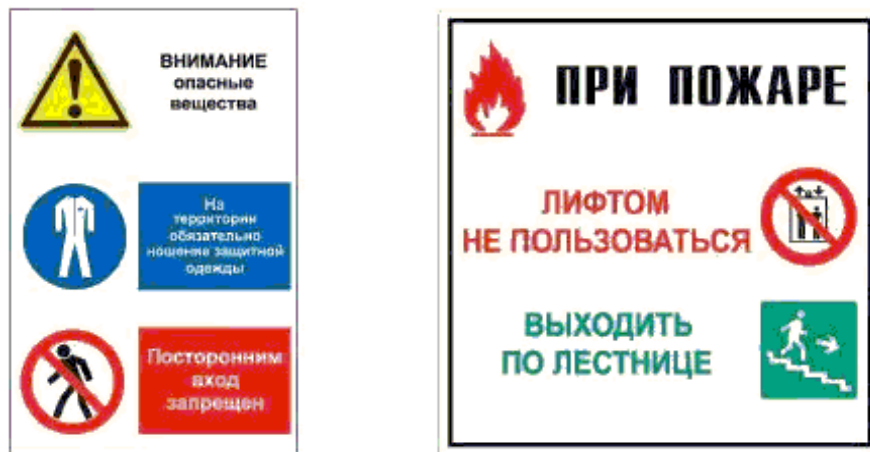 ВНИМАНИЕ
опасные
вещества
На
территории
обязательно
ношение защитной
одежды
Посторонним
вход
запрещен
ПРИ ПОЖАРЕ
ЛИФТОМ
НЕ ПОЛЬЗОВАТЬСЯ
ВЫХОДИТЬ
ПО ЛЕСТНИЦЕ